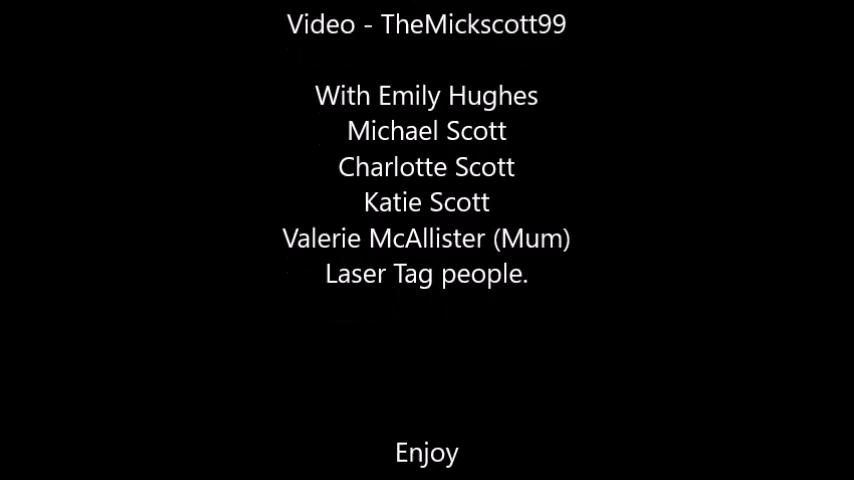 Video - TheMickscott99
With Emily Hughes
Michael Scott
Charlotte Scott
Katie Scott
Valerie McAllister (Mum)
Laser Tag people.
Enjoy